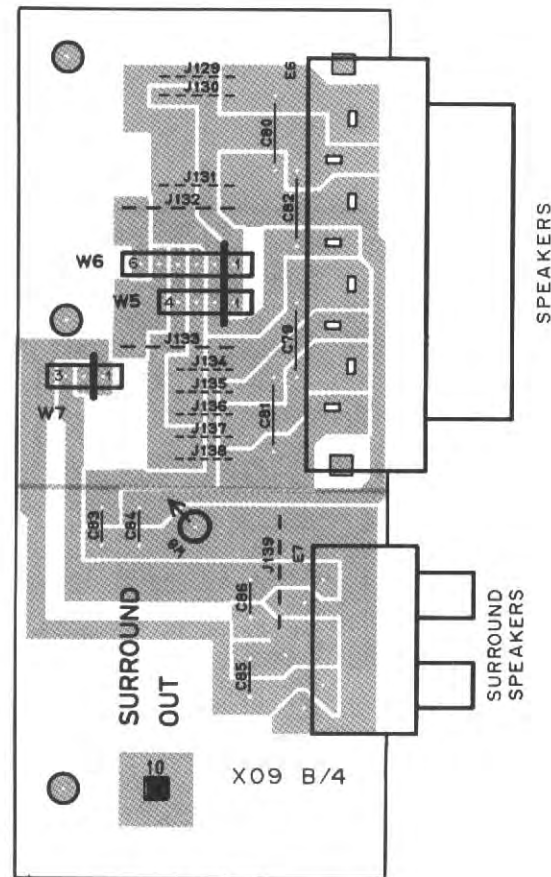 J129
E6
J130
C80
J131
C82
J132
SPEAKERS
W6
6
1
W5
4
1
J133
C79
J134
3
1
J135
W7
J136
C81
J137
J138
C83
C84
J139
E7
C86
C85
SURROUND
SPEAKERS
SURROUND
OUT
10
X09 B/4